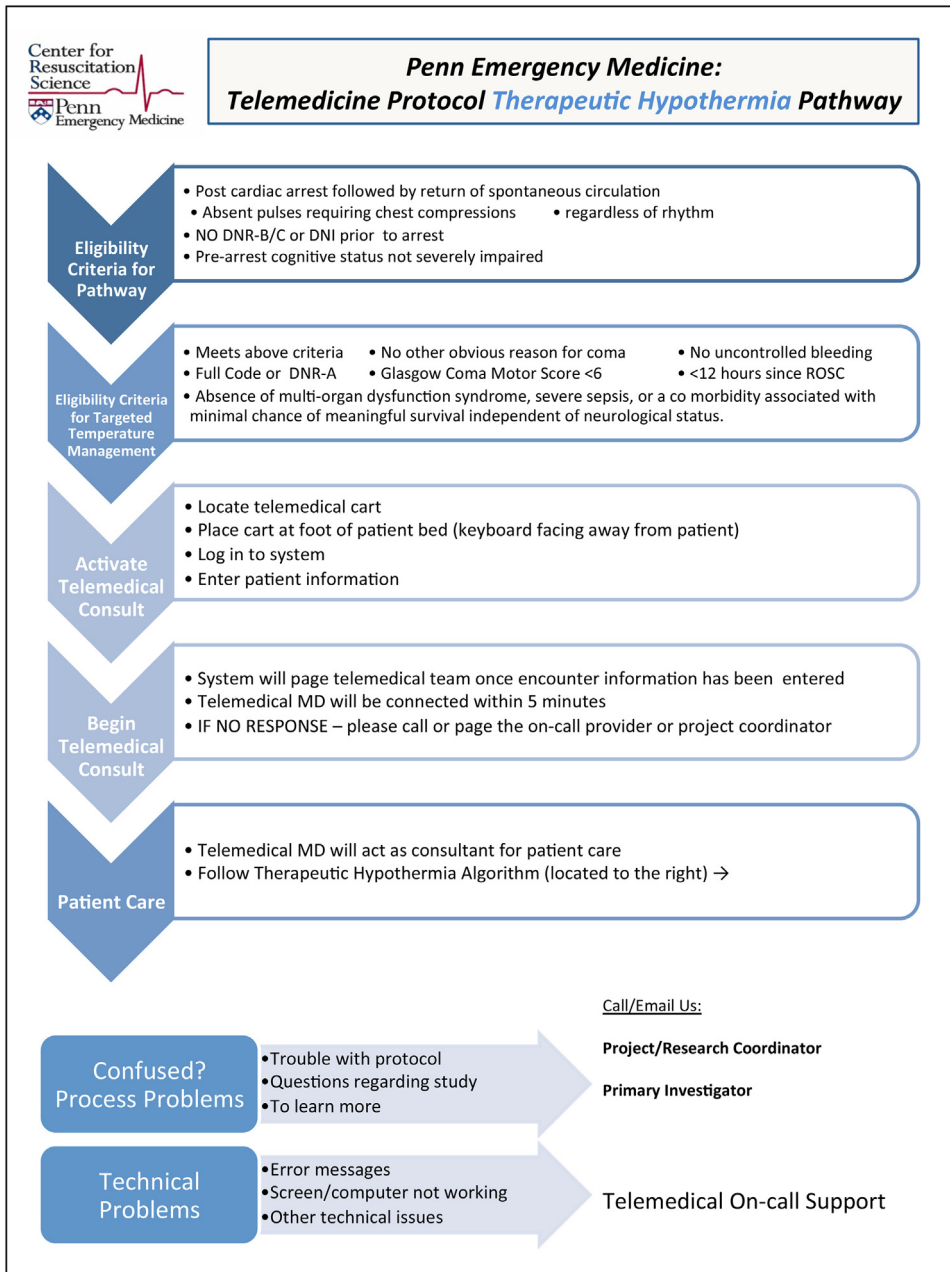 Center for
Resuscitation
Science
Penn
Emergency Medicine
Penn Emergency Medicine:
Telemedicine Protocol Therapeutic Hypothermia Pathway
Eligibility
Criteria for
Pathway
• Post cardiac arrest followed by return of spontaneous circulation
• Absent pulses requiring chest compressions • regardless of rhythm
• NO DNR-B/C or DNI prior to arrest
• Pre-arrest cognitive status not severely impaired
Eligibility Criteria
for Targeted
Temperature
Management
• Meets above criteria • No other obvious reason for coma • No uncontrolled bleeding
• Full Code or DNR-A • Glasgow Coma Motor Score <6 • <12 hours since ROSC
• Absence of multi-organ dysfunction syndrome, severe sepsis, or a co morbidity associated with
minimal chance of meaningful survival independent of neurological status.
Activate
Telemedical
Consult
• Locate telemedical cart
• Place cart at foot of patient bed (keyboard facing away from patient)
• Log in to system
• Enter patient information
Begin
Telemedical
Consult
• System will page telemedical team once encounter information has been entered
• Telemedical MD will be connected within 5 minutes
• IF NO RESPONSE – please call or page the on-call provider or project coordinator
Patient Care
• Telemedical MD will act as consultant for patient care
• Follow Therapeutic Hypothermia Algorithm (located to the right) →
Confused?
Process Problems
•Trouble with protocol
•Questions regarding study
•To learn more
Call/Email Us:
Project/Research Coordinator
Primary Investigator
Technical
Problems
•Error messages
•Screen/computer not working
•Other technical issues
Telemedical On-call Support